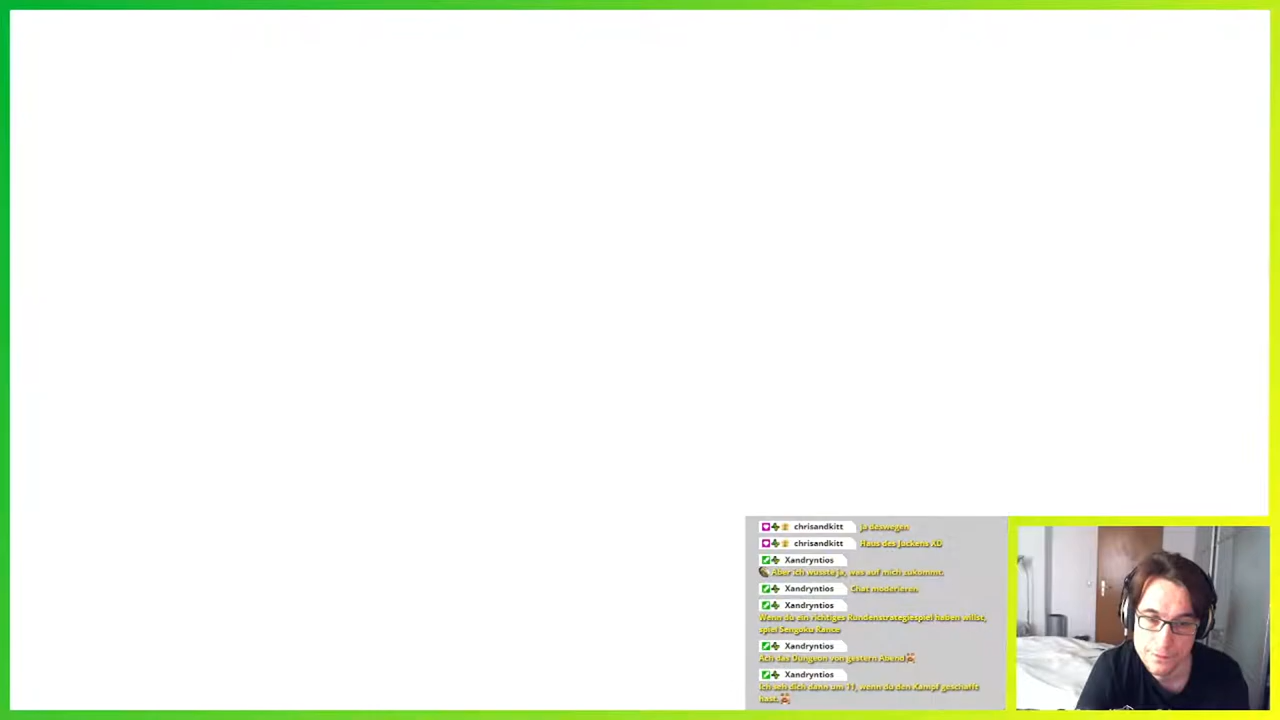 chrisandkitt Ja deswegen
chrisandkitt Haus des Juckens XD
Xandryntios
Aber ich wusste ja, was auf mich zukommt.
Xandryntios Chat moderieren.
Xandryntios
Wenn du ein richtiges Rundenstrategiespiel haben willst,
spiel Sengoku Rance
Xandryntios
Ach das Dungeon von gestern Abend
Xandryntios
Ich seh dich dann um 11, wenn du den Kampf geschafft
hast.